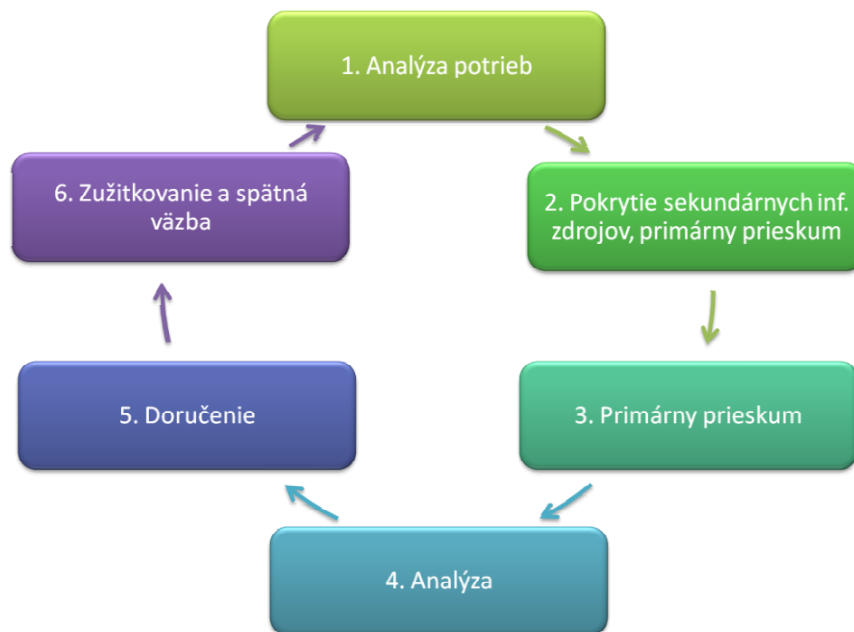 1. Analýza potrieb
2. Pokrytie sekundárnych inf.
zdrojov, primárny prieskum
3. Primárny prieskum
4. Analýza
5. Doručenie
6. Zužitkovanie a spätná
väzba